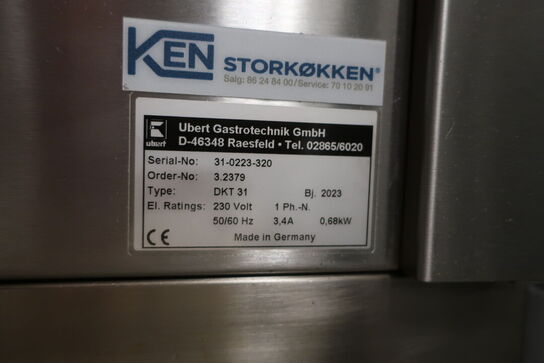 KEN STORKØKKEN®
Salg: 86 24 84 00/Service: 70 10 20 91
ubert
Ubert Gastrotechnik GmbH
D-46348 Raesfeld • Tel. 02865/6020
Serial-No: 31-0223-320
Order-No: 3.2379
Type: DKT 31 Bj. 2023
El. Ratings: 230 Volt 1 Ph.-N.
50/60 Hz 3,4A 0,68kW
CE Made in Germany